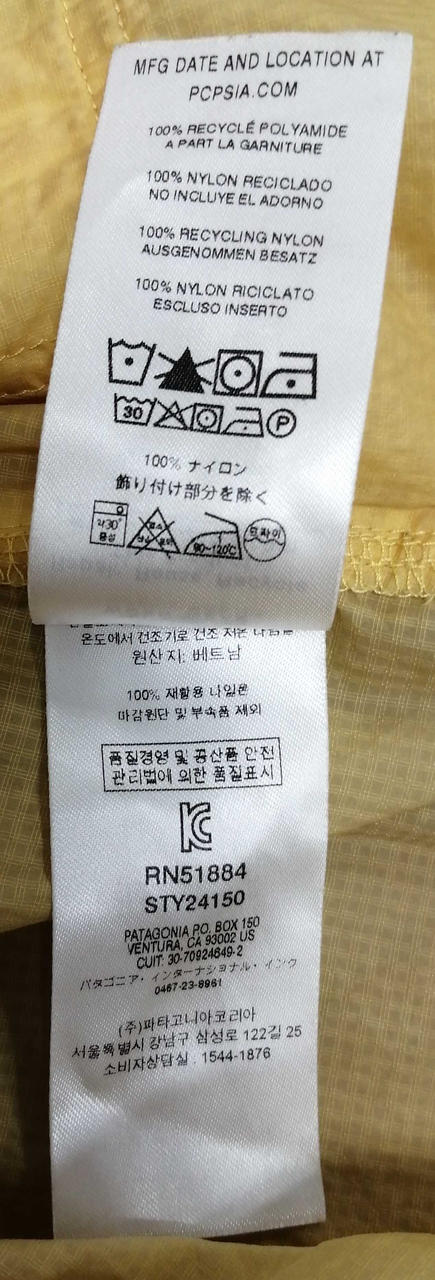 MFG DATE AND LOCATION AT
PCPSIA.COM
100% RECYCLÉ POLYAMIDE
A PART LA GARNITURE
100% NYLON RECICLADO
NO INCLUYE EL ADORNO
100% RECYCLING NYLON
AUSGENOMMEN BESATZ
100% NYLON RICICLATO
ESCLUSO INSERTO
30
P
100% ナイロン
飾り付け部分を除く
약30°
중성
염소
80~120℃
드라이
온도에서 건조기로 건조
원산지: 베트남
100% 재활용 나일론
마감원단 및 부속품 제외
품질경영 및 공산품 안전
관리법에 의한 품질표시
RN51884
STY24150
PATAGONIA P.O. BOX 150
VENTURA, CA 93002 US
CUIT: 30-70924649-2
パタゴニア・インターナショナル・インク
0467-23-8961
(주)파타고니아코리아
서울특별시 강남구 삼성로 122길 25
소비자상담실 . 1544-1876